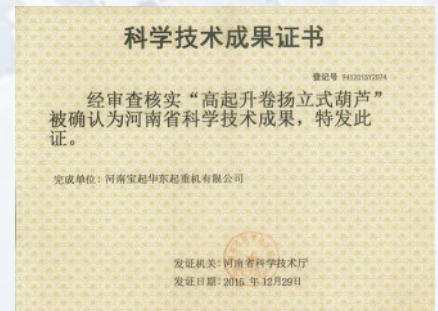 科学技术成果证书
登记号 9412015Y2074
经审查核实“高起升卷扬立式葫芦”
被确认为河南省科学技术成果，特发此
证。
完成单位：河南宝起华东起重机有限公司
发证机关：河南省科学技术厅
发证日期：2015 年 12月29日